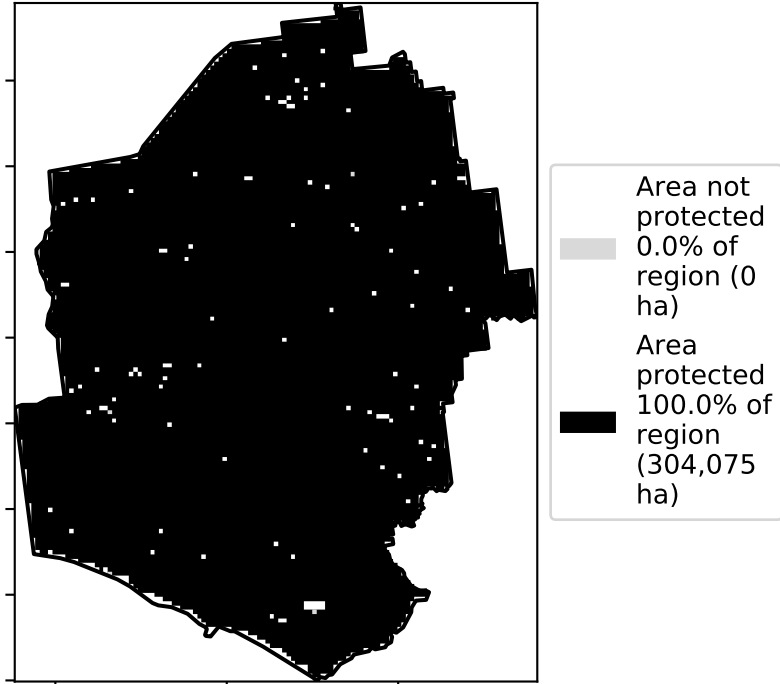 Area not
protected
0.0% of
region (0
ha)
Area
protected
100.0% of
region
(304,075
ha)